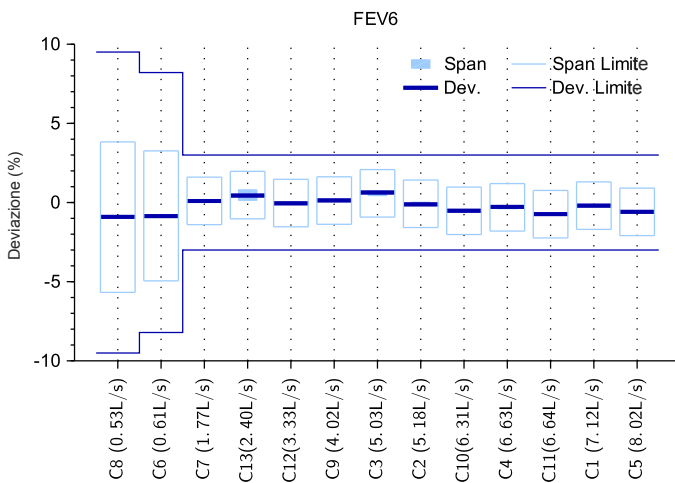 FEV6
Deviazione (%)
10
5
0
-5
-10
Span
Span Limite
Dev.
Dev. Limite
C8 (0.53L/s)
C6 (0.61L/s)
C7 (1.77L/s)
C13(2.40L/s)
C12(3.33L/s)
C9 (4.02L/s)
C3 (5.03L/s)
C2 (5.18L/s)
C10(6.31L/s)
C4 (6.63L/s)
C11(6.64L/s)
C1 (7.12L/s)
C5 (8.02L/s)